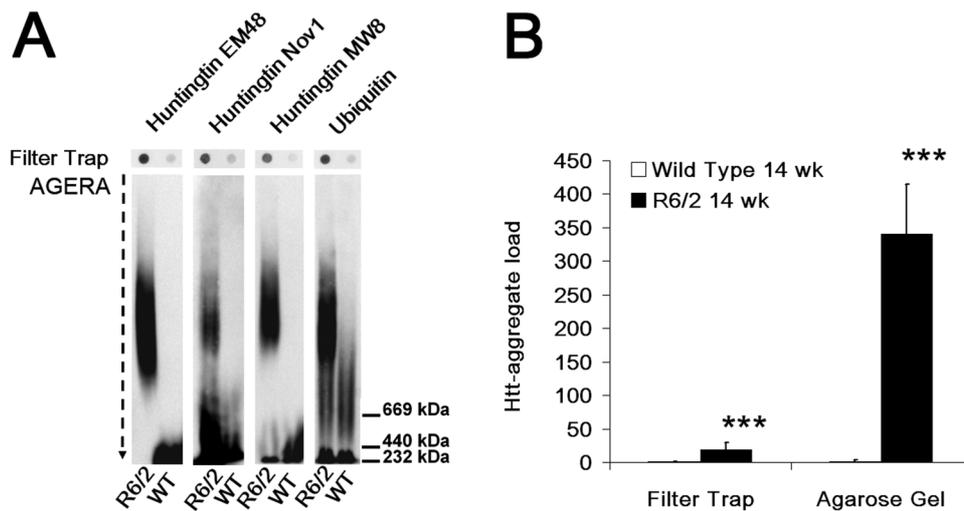 A
Huntingtin EM48
Huntingtin Nov1
Huntingtin MW8
Ubiquitin
Filter Trap
AGERA
669 kDa
440 kDa
232 kDa
R6/2
WT
R6/2
WT
R6/2
WT
R6/2
WT
B
Htt-aggregate load
450
400
350
300
250
200
150
100
50
0
Wild Type 14 wk
R6/2 14 wk
***
***
Filter Trap
Agarose Gel